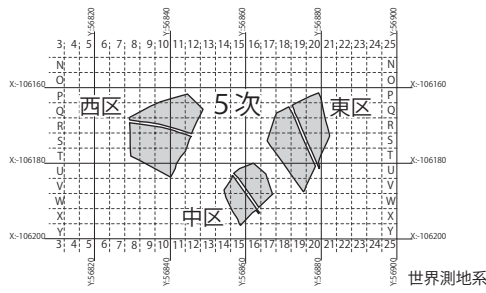 Y:56820 Y:56840 Y:56860 Y:56880 Y:56900
3 4 5 6 7 8 9 10 11 12 13 14 15 16 17 18 19 20 21 22 23 24 25
N N
O O
X:-106160 P P X:-106160
西区 5次 東区
Q Q
R R
S S
T T
X:-106180 U U X:-106180
V V
W W
中区
X X
Y Y
X:-106200 X:-106200
3 4 5 6 7 8 9 10 11 12 13 14 15 16 17 18 19 20 21 22 23 24 25
Y:56820 Y:56840 Y:56860 Y:56880 Y:56900
世界測地系